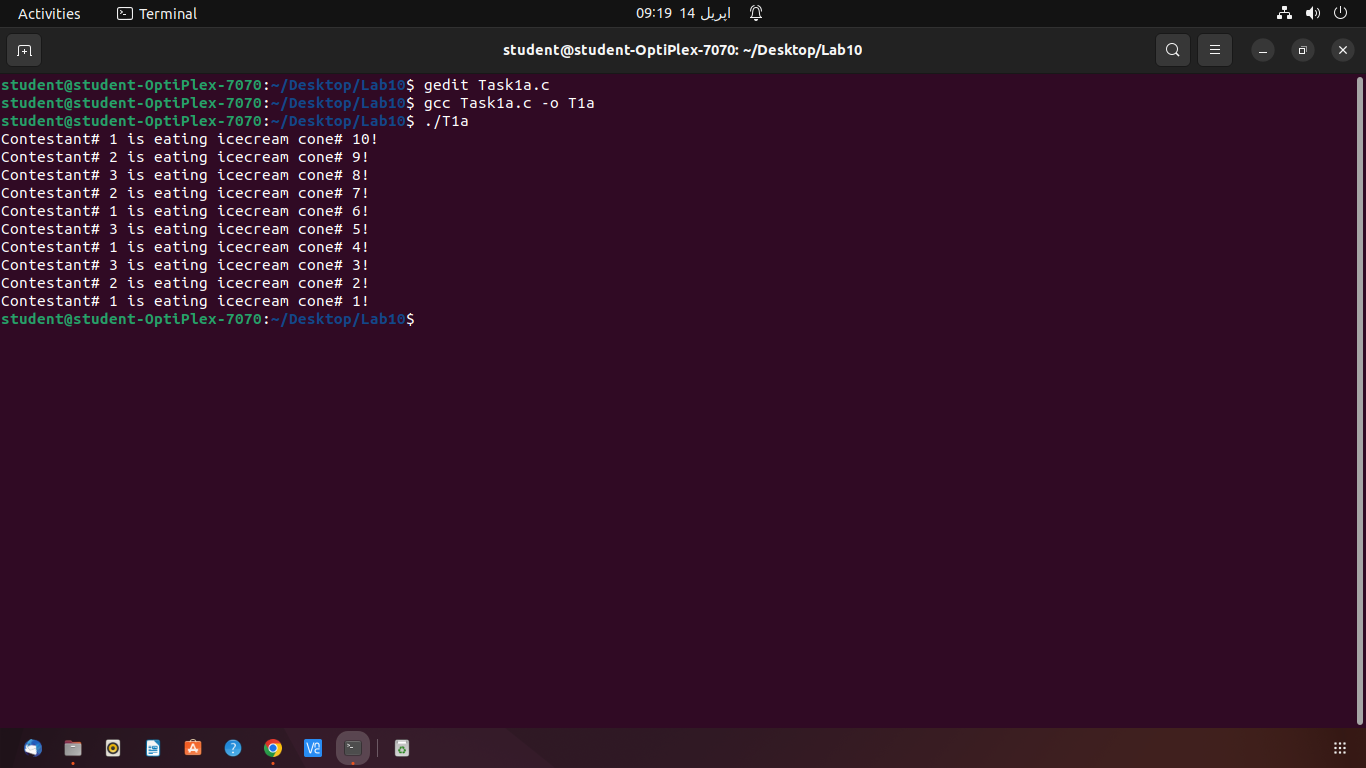 Activities
Terminal
09:19 14 اپریل
student@student-OptiPlex-7070: ~/Desktop/Lab10
student@student-OptiPlex-7070:~/Desktop/Lab10$ gedit Task1a.c
student@student-OptiPlex-7070:~/Desktop/Lab10$ gcc Task1a.c -o T1a
student@student-OptiPlex-7070:~/Desktop/Lab10$ ./T1a
Contestant# 1 is eating icecream cone# 10!
Contestant# 2 is eating icecream cone# 9!
Contestant# 3 is eating icecream cone# 8!
Contestant# 2 is eating icecream cone# 7!
Contestant# 1 is eating icecream cone# 6!
Contestant# 3 is eating icecream cone# 5!
Contestant# 1 is eating icecream cone# 4!
Contestant# 3 is eating icecream cone# 3!
Contestant# 2 is eating icecream cone# 2!
Contestant# 1 is eating icecream cone# 1!
student@student-OptiPlex-7070:~/Desktop/Lab10$